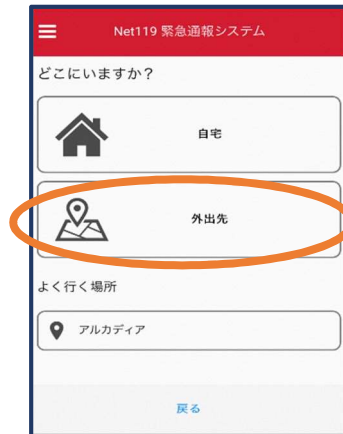 Net119 緊急通報システム
どこにいますか？
自宅
外出先
よく行く場所
アルカディア
戻る